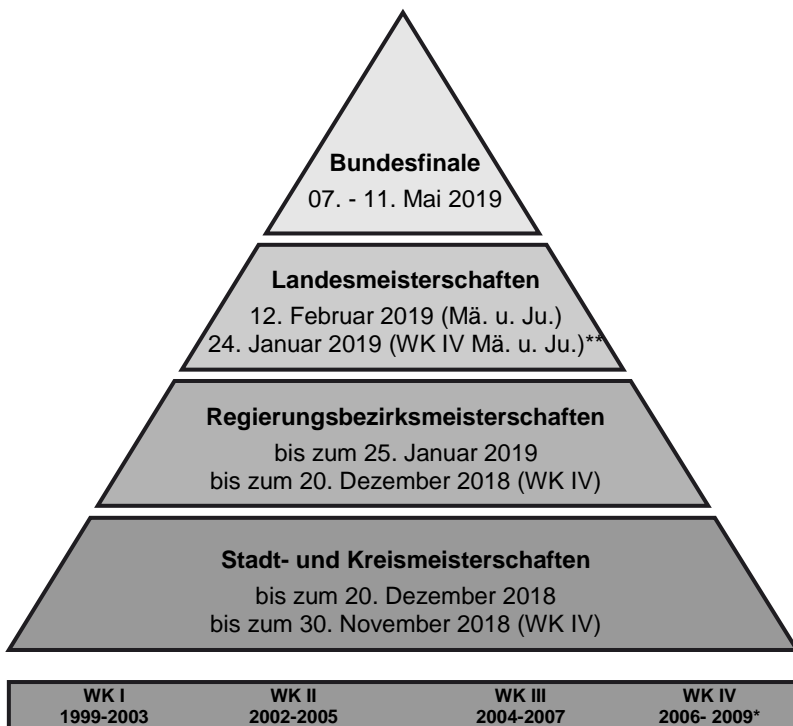 Bundesfinale
07. - 11. Mai 2019
Landesmeisterschaften
12. Februar 2019 (Mä. u. Ju.)
24. Januar 2019 (WK IV Mä. u. Ju.)**
Regierungsbezirksmeisterschaften
bis zum 25. Januar 2019
bis zum 20. Dezember 2018 (WK IV)
Stadt- und Kreismeisterschaften
bis zum 20. Dezember 2018
bis zum 30. November 2018 (WK IV)
WK I WK II WK III WK IV
1999-2003 2002-2005 2004-2007 2006- 2009*